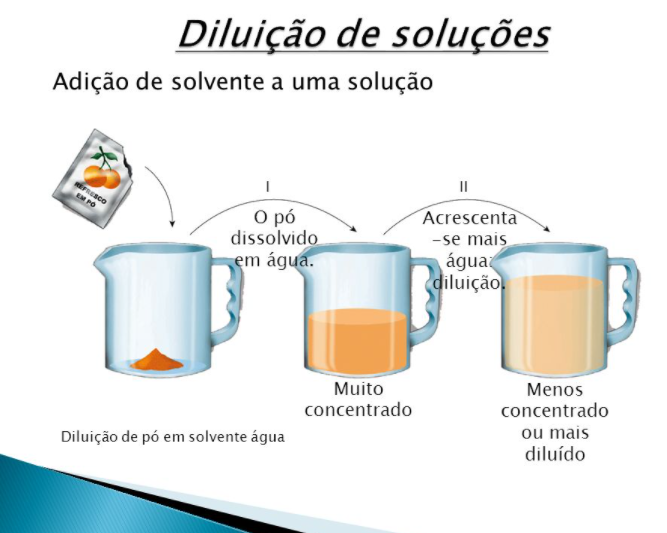 Diluição de soluções
Adição de solvente a uma solução
REFRESCO
EM PÓ
I
O pó
dissolvido
em água.
Muito
concentrado
II
Acrescenta
-se mais
água:
diluição.
Menos
concentrado
ou mais
diluído
Diluição de pó em solvente água